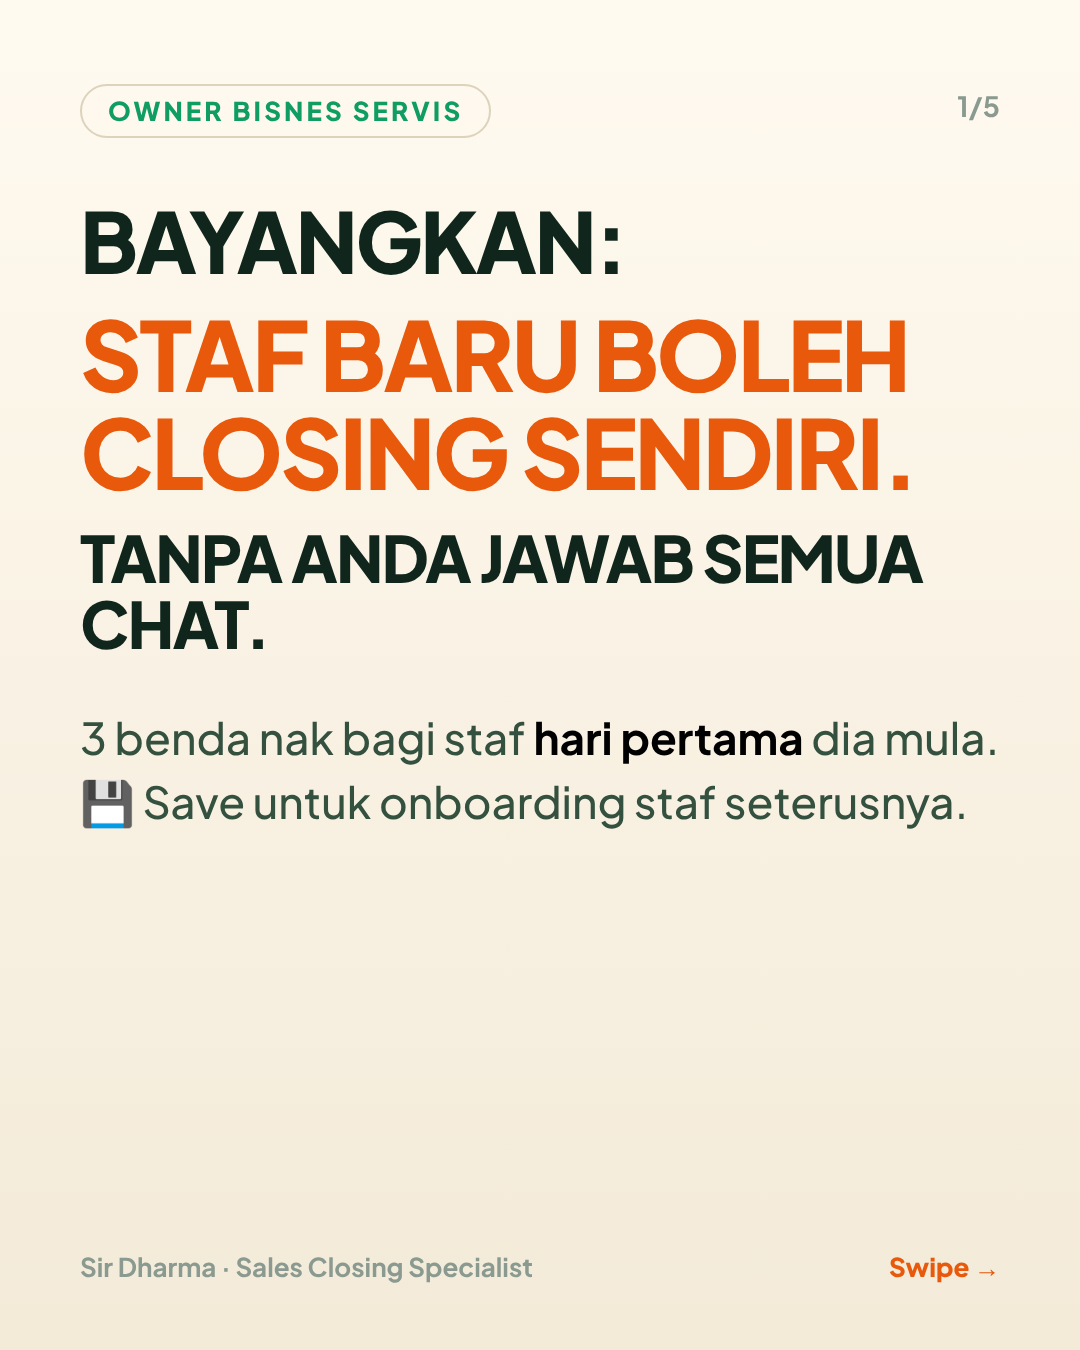 OWNER BISNES SERVIS
1/5
BAYANGKAN:
STAF BARU BOLEH
CLOSING SENDIRI.
TANPA ANDA JAWAB SEMUA
CHAT.
3 benda nak bagi staf hari pertama dia mula.
💾 Save untuk onboarding staf seterusnya.
Sir Dharma · Sales Closing Specialist
Swipe →